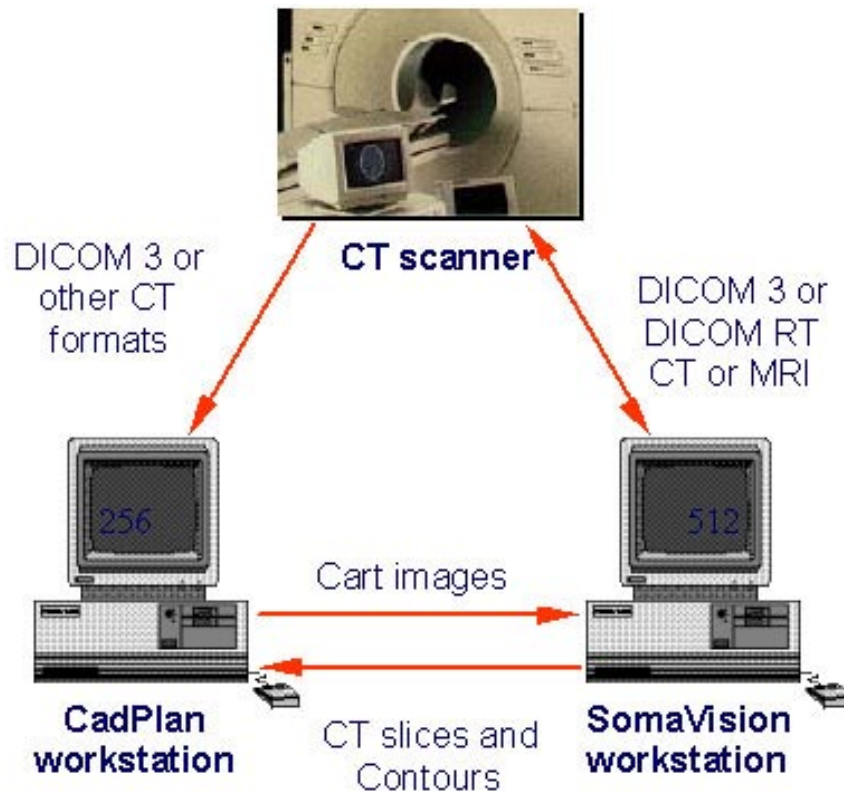 CT scanner
DICOM 3 or
other CT
formats
DICOM 3 or
DICOM RT
CT or MRI
256
512
Cart images
CadPlan
workstation
CT slices and
Contours
SomaVision
workstation